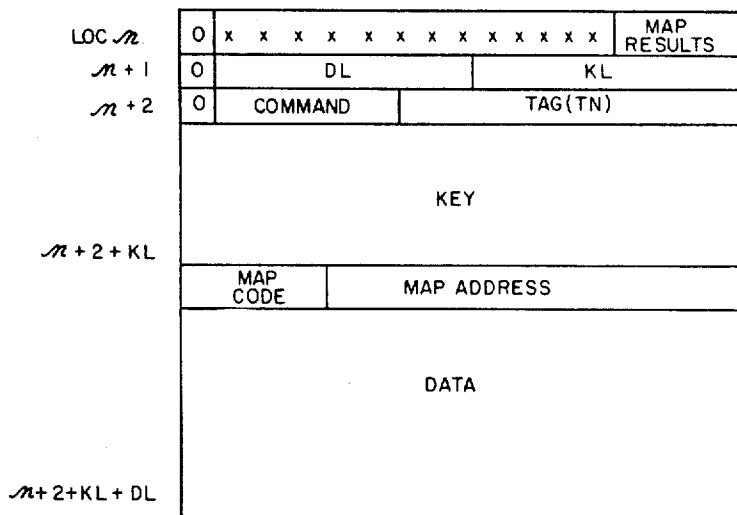 LOC n 0 x x x x x x x x x x x x x MAP RESULTS
n + 1 0 DL KL
n + 2 0 COMMAND TAG(TN)
KEY
n + 2 + KL
MAP CODE MAP ADDRESS
DATA
n + 2 + KL + DL